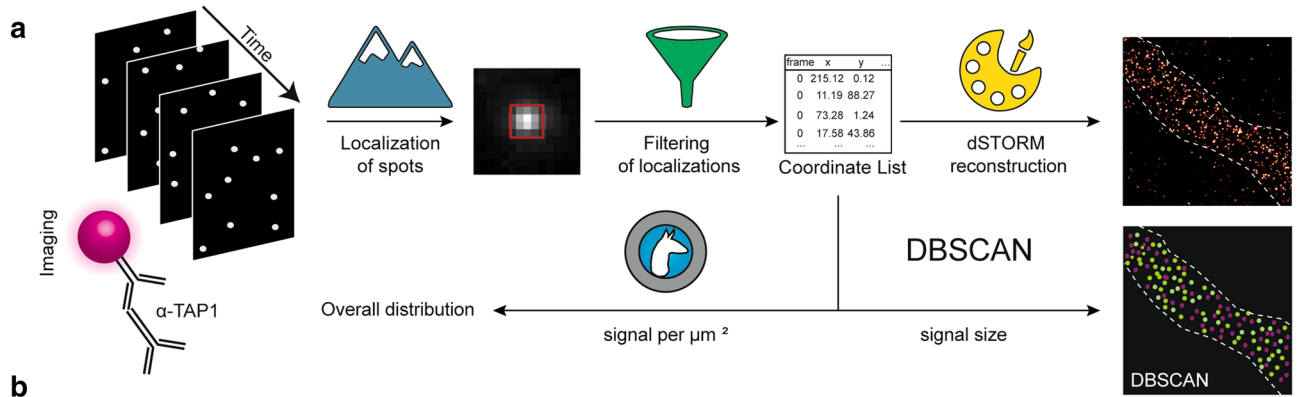 a
Time
Imaging
α-TAP1
Localization
of spots
Filtering
of localizations
frame x y ...
0 215.12 0.12
0 11.19 88.27
0 73.28 1.24
0 17.58 43.86
... ... ...
Coordinate List
dSTORM
reconstruction
DBSCAN
Overall distribution
signal per µm ²
signal size
DBSCAN
b